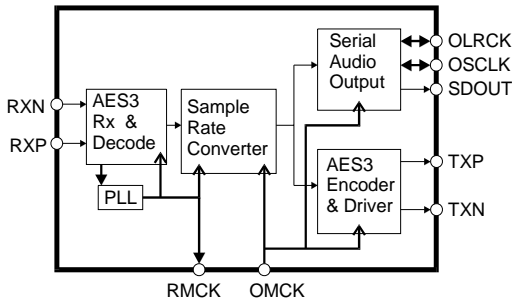 Serial
Audio
Output
OLRCK
OSCLK
SDOUT
RXN
RXP
AES3
Rx &
Decode
Sample
Rate
Converter
AES3
Encoder
& Driver
TXP
TXN
PLL
RMCK
OMCK